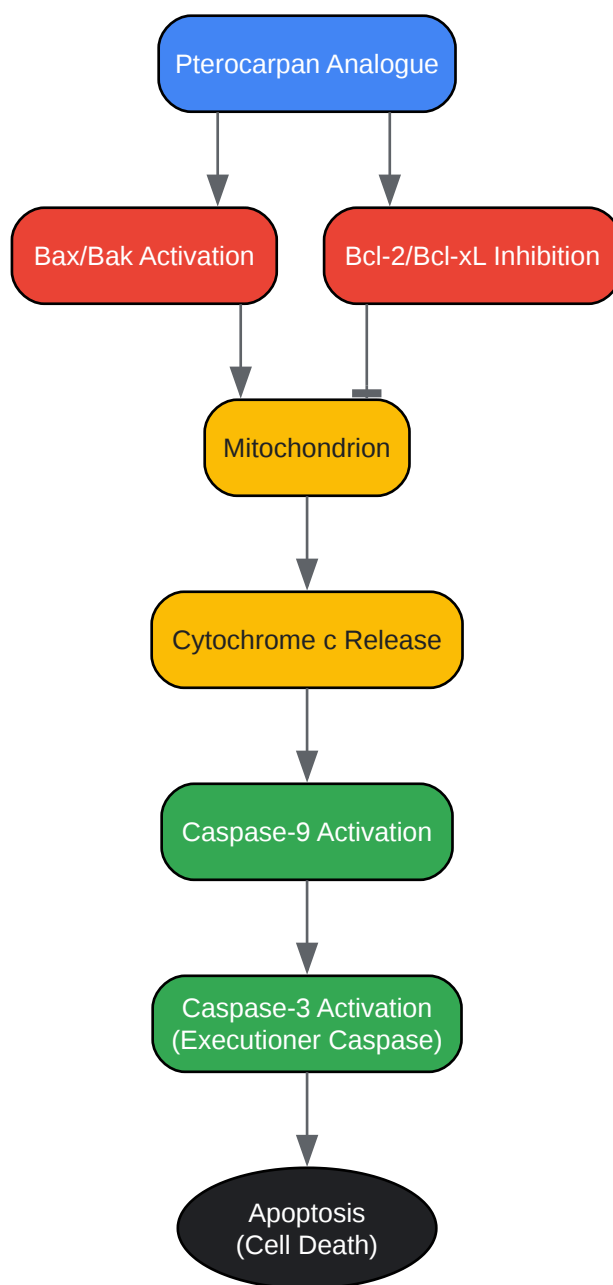 Pterocarpan Analogue
Bax/Bak Activation
Bcl-2/Bcl-xL Inhibition
Mitochondrion
Cytochrome c Release
Caspase-9 Activation
Caspase-3 Activation
(Executioner Caspase)
Apoptosis
(Cell Death)